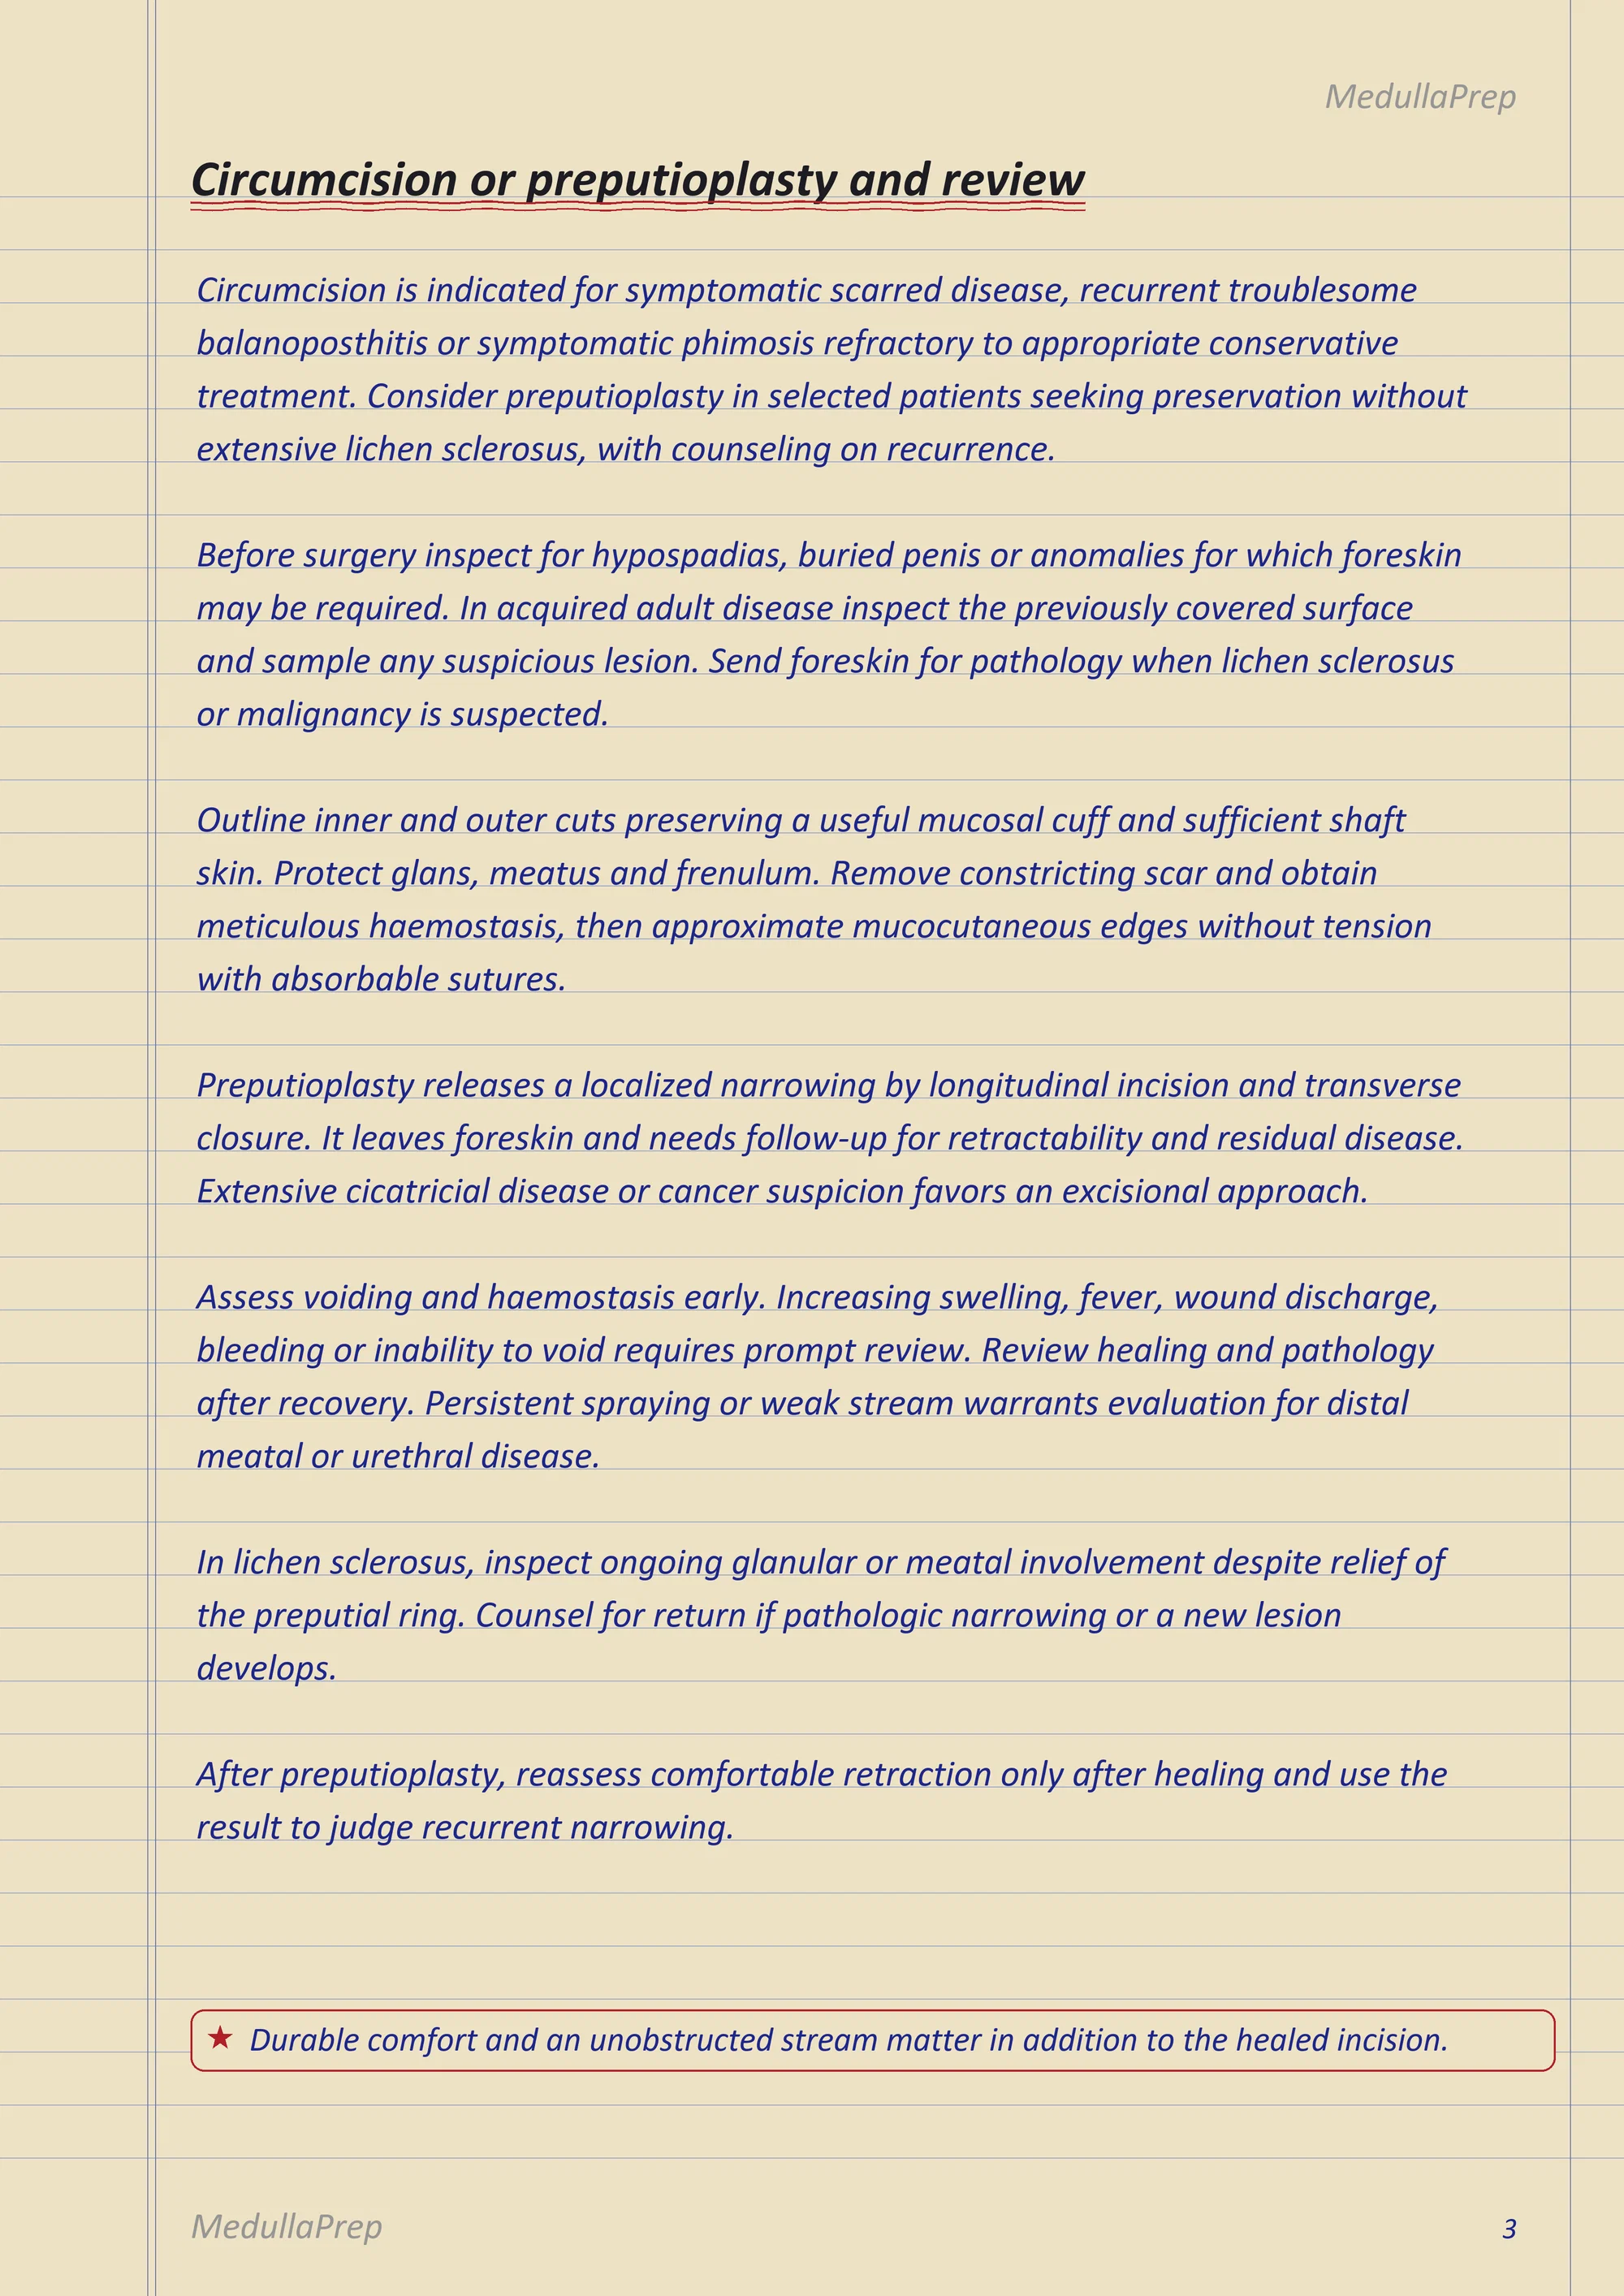 MedullaPrep
Circumcision or preputioplasty and review
Circumcision is indicated for symptomatic scarred disease, recurrent troublesome
balanoposthitis or symptomatic phimosis refractory to appropriate conservative
treatment. Consider preputioplasty in selected patients seeking preservation without
extensive lichen sclerosus, with counseling on recurrence.
Before surgery inspect for hypospadias, buried penis or anomalies for which foreskin
may be required. In acquired adult disease inspect the previously covered surface
and sample any suspicious lesion. Send foreskin for pathology when lichen sclerosus
or malignancy is suspected.
Outline inner and outer cuts preserving a useful mucosal cuff and sufficient shaft
skin. Protect glans, meatus and frenulum. Remove constricting scar and obtain
meticulous haemostasis, then approximate mucocutaneous edges without tension
with absorbable sutures.
Preputioplasty releases a localized narrowing by longitudinal incision and transverse
closure. It leaves foreskin and needs follow-up for retractability and residual disease.
Extensive cicatricial disease or cancer suspicion favors an excisional approach.
Assess voiding and haemostasis early. Increasing swelling, fever, wound discharge,
bleeding or inability to void requires prompt review. Review healing and pathology
after recovery. Persistent spraying or weak stream warrants evaluation for distal
meatal or urethral disease.
In lichen sclerosus, inspect ongoing glanular or meatal involvement despite relief of
the preputial ring. Counsel for return if pathologic narrowing or a new lesion
develops.
After preputioplasty, reassess comfortable retraction only after healing and use the
result to judge recurrent narrowing.
★ Durable comfort and an unobstructed stream matter in addition to the healed incision.
MedullaPrep
3